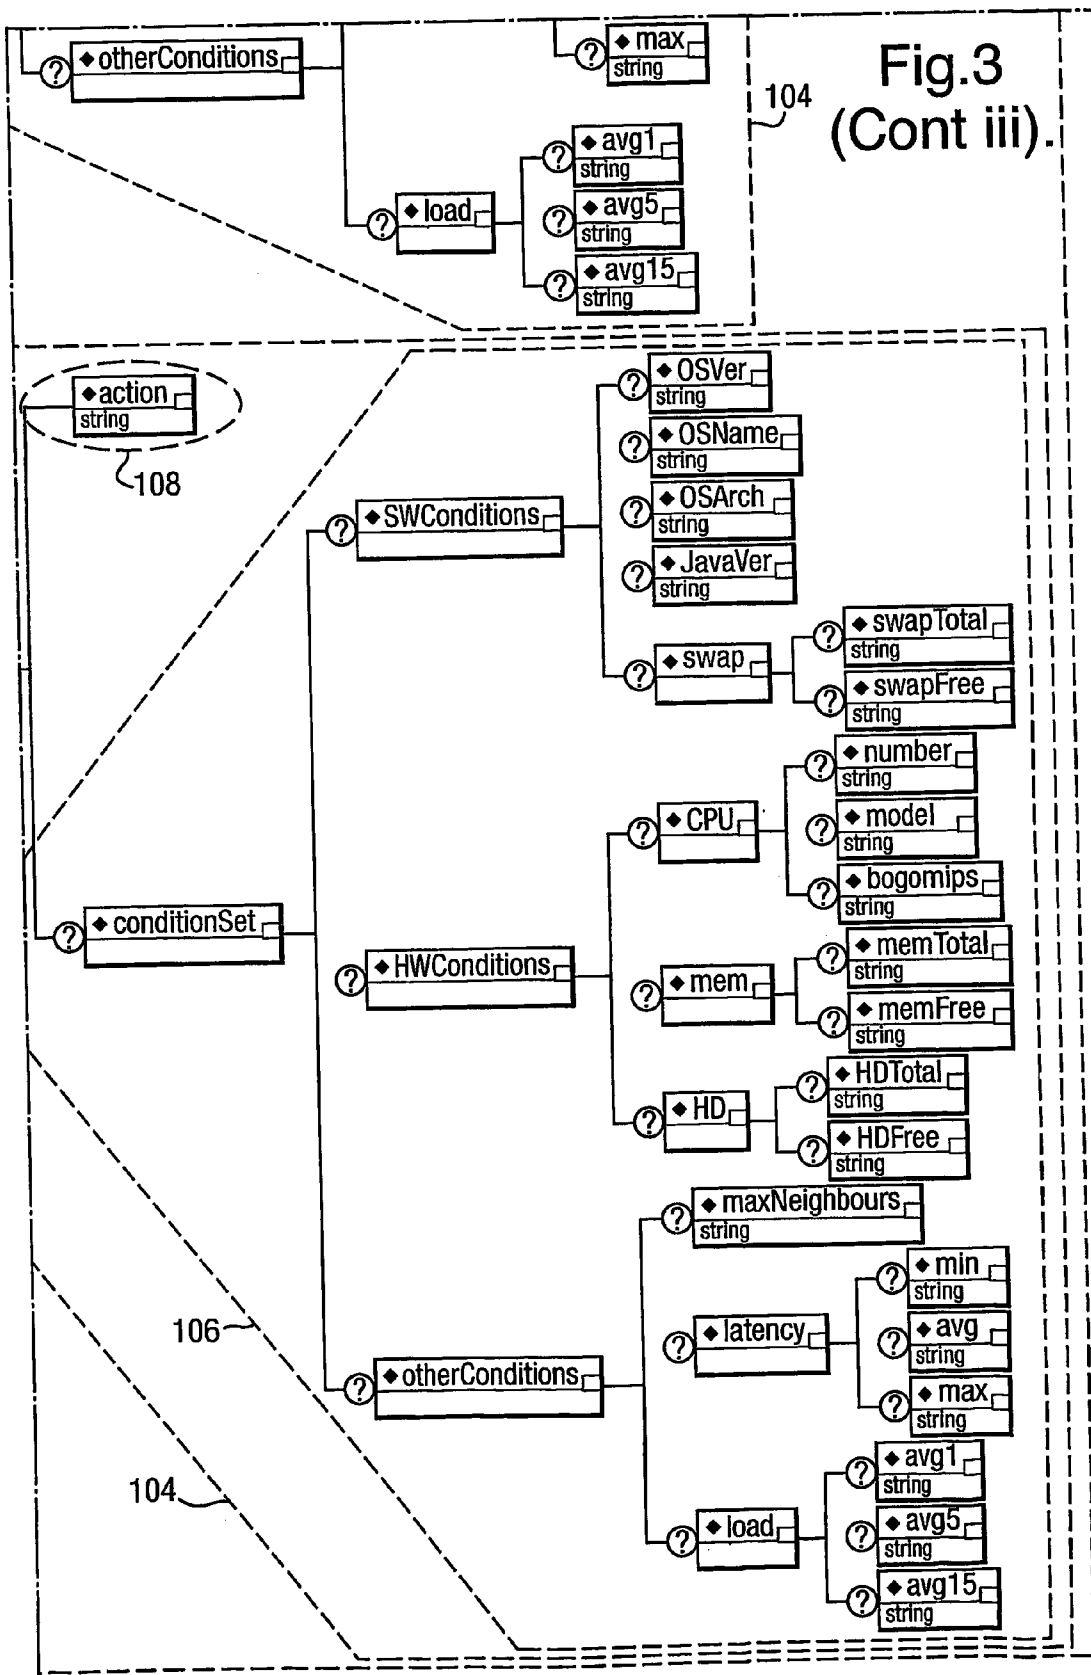 ? ◆ otherConditions
? ◆ max
string
Fig.3
(Cont iii).
104
? ◆ avg1
string
? ◆ load
? ◆ avg5
string
? ◆ avg15
string
◆ action
string
108
? ◆ OSVer
string
? ◆ OSName
string
? ◆ SWConditions
? ◆ OSArch
string
? ◆ JavaVer
string
? ◆ swap
? ◆ swapTotal
string
? ◆ swapFree
string
? ◆ conditionSet
? ◆ HWConditions
? ◆ CPU
? ◆ number
string
? ◆ model
string
? ◆ bogomips
string
? ◆ mem
? ◆ memTotal
string
? ◆ memFree
string
? ◆ HD
? ◆ HDTotal
string
? ◆ HDFree
string
? ◆ maxNeighbours
string
106
? ◆ otherConditions
? ◆ latency
? ◆ min
string
? ◆ avg
string
? ◆ max
string
104
? ◆ load
? ◆ avg1
string
? ◆ avg5
string
? ◆ avg15
string